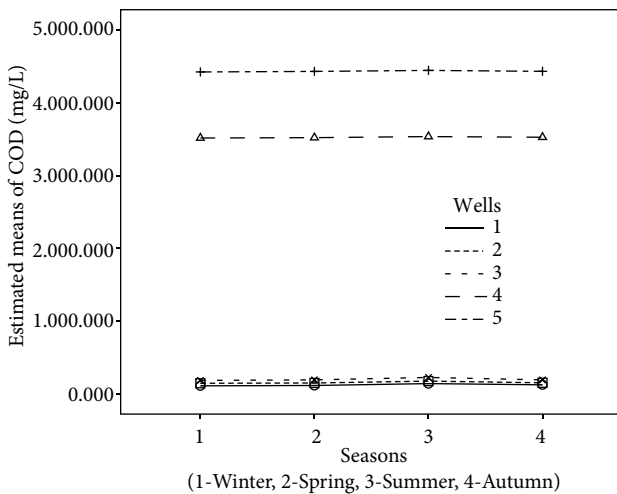 Estimated means of COD (mg/L)
5.000.000
4.000.000
3.000.000
2.000.000
1.000.000
0.000
Wells
1
2
3
4
5
1 2 3 4
Seasons
(1-Winter, 2-Spring, 3-Summer, 4-Autumn)